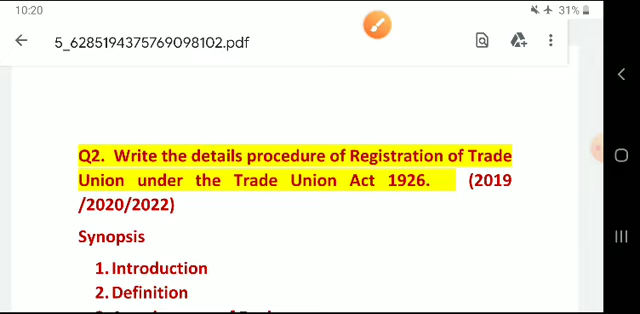 10:20
31%
5_6285194375769098102.pdf
Q2. Write the details procedure of Registration of Trade
Union under the Trade Union Act 1926. (2019
/2020/2022)
Synopsis
1. Introduction
2. Definition